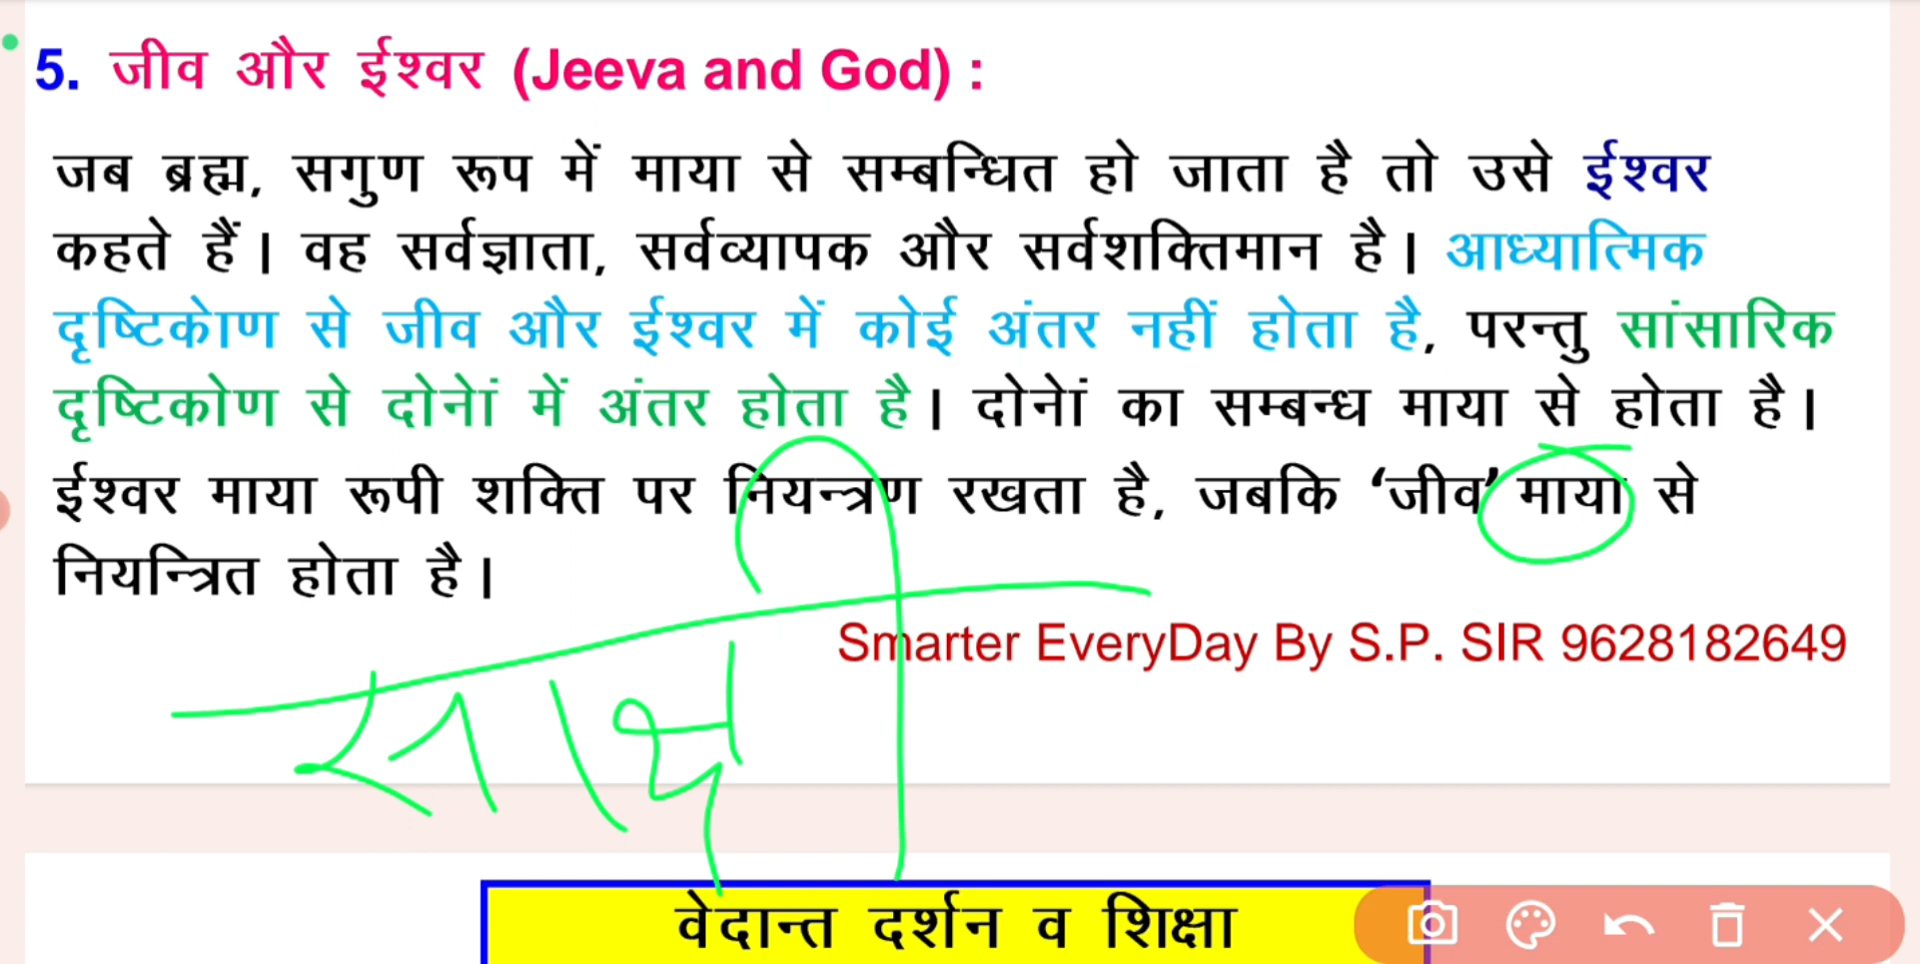 5. जीव और ईश्वर (Jeeva and God) :
जब ब्रह्म, सगुण रूप में माया से सम्बन्धित हो जाता है तो उसे ईश्वर
कहते हैं। वह सर्वज्ञाता, सर्वव्यापक और सर्वशक्तिमान है। आध्यात्मिक
दृष्टिकोण से जीव और ईश्वर में कोई अंतर नहीं होता है, परन्तु सांसारिक
दृष्टिकोण से दोनों में अंतर होता है। दोनों का सम्बन्ध माया से होता है।
ईश्वर माया रूपी शक्ति पर नियन्त्रण रखता है, जबकि ‘जीव’ माया से
नियन्त्रित होता है।
Smarter EveryDay By S.P. SIR 9628182649
साक्षी
वेदान्त दर्शन व शिक्षा